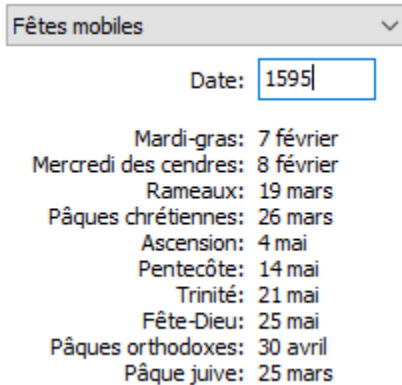 Fêtes mobiles
Date: 1595
Mardi-gras: 7 février
Mercredi des cendres: 8 février
Rameaux: 19 mars
Pâques chrétiennes: 26 mars
Ascension: 4 mai
Pentecôte: 14 mai
Trinité: 21 mai
Fête-Dieu: 25 mai
Pâques orthodoxes: 30 avril
Pâque juive: 25 mars